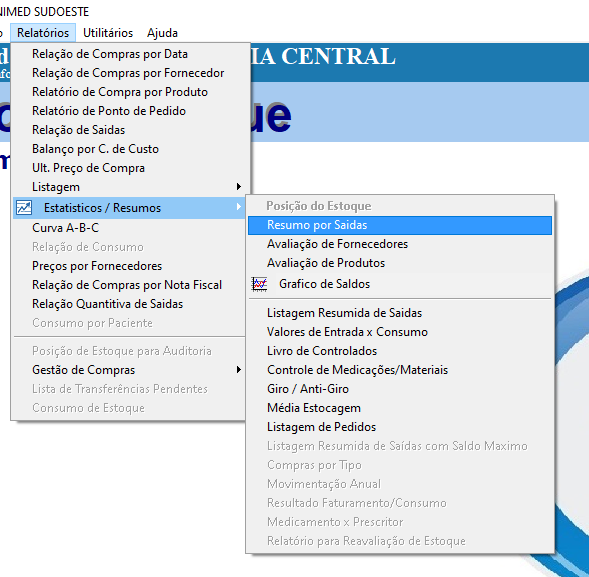 NIMED SUDOESTE
Relatórios Utilitários Ajuda
IA CENTRAL
ue
Relação de Compras por Data
Relação de Compras por Fornecedor
Relatório de Compra por Produto
Relatório de Ponto de Pedido
Relação de Saidas
Balanço por C. de Custo
Ult. Preço de Compra
Listagem
Estatisticos / Resumos
Curva A-B-C
Relação de Consumo
Preços por Fornecedores
Relação de Compras por Nota Fiscal
Relação Quantiva de Saidas
Consumo por Paciente
Posição de Estoque para Auditoria
Gestão de Compras
Lista de Transferências Pendentes
Consumo de Estoque
Posição do Estoque
Resumo por Saidas
Avaliação de Fornecedores
Avaliação de Produtos
Grafico de Saldos
Listagem Resumida de Saidas
Valores de Entrada x Consumo
Livro de Controlados
Controle de Medicações/Materiais
Giro / Anti-Giro
Média Estocagem
Listagem de Pedidos
Listagem Resumida de Saídas com Saldo Maximo
Compras por Tipo
Movimentação Anual
Resultado Faturamento/Consumo
Medicamento x Prescritor
Relatório para Reavaliação de Estoque